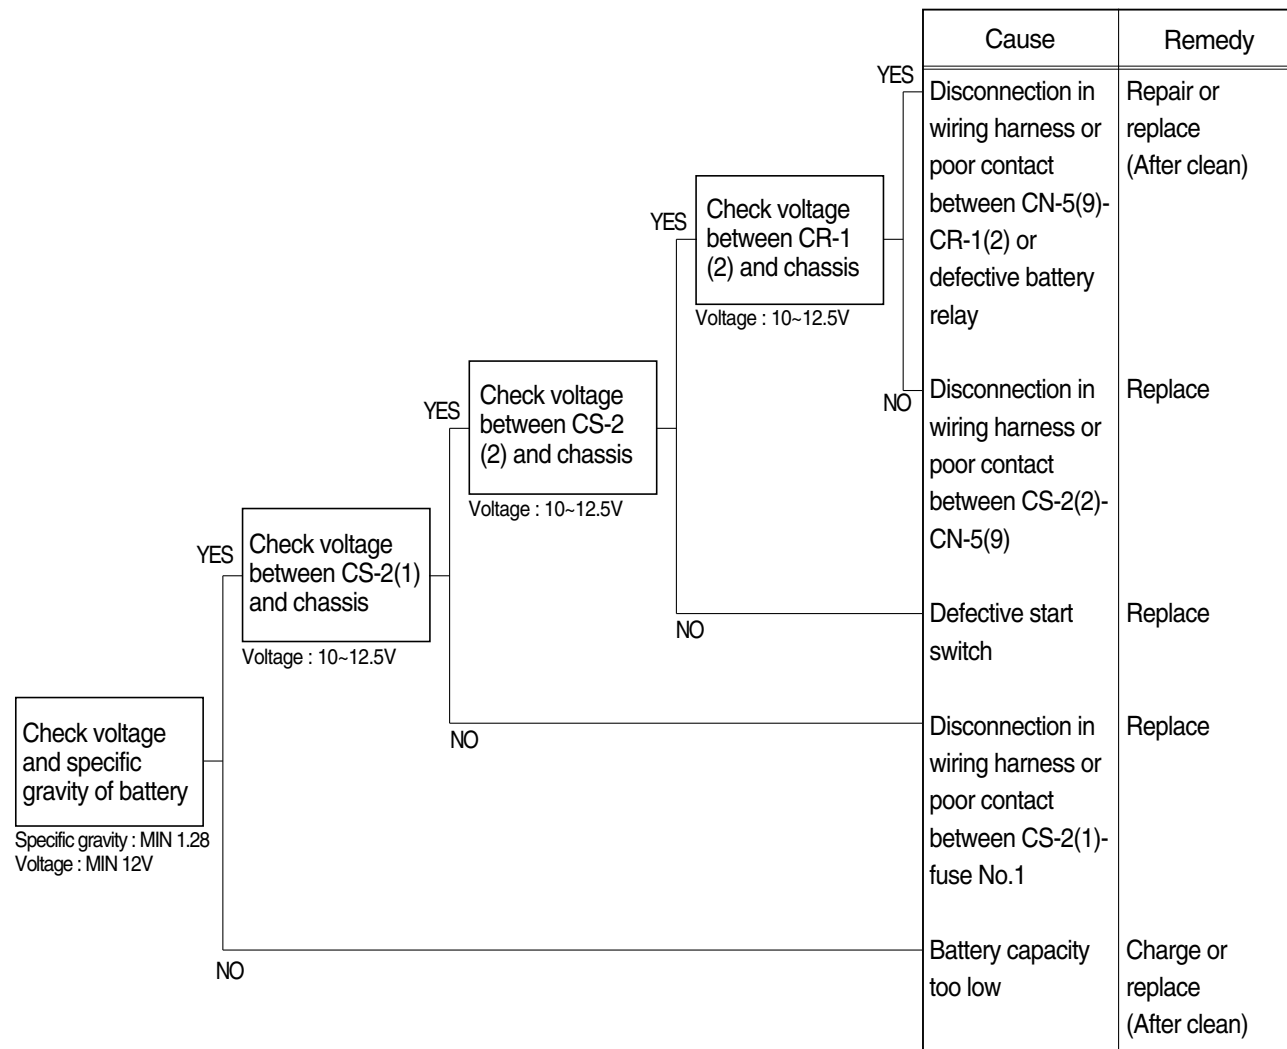 Cause
Remedy
YES
Disconnection in
wiring harness or
poor contact
between CN-5(9)-
CR-1(2) or
defective battery
relay
Repair or
replace
(After clean)
YES
Check voltage
between CR-1
(2) and chassis
Voltage : 10~12.5V
NO
Disconnection in
wiring harness or
poor contact
between CS-2(2)-
CN-5(9)
Replace
YES
Check voltage
between CS-2
(2) and chassis
Voltage : 10~12.5V
NO
Defective start
switch
Replace
YES
Check voltage
between CS-2(1)
and chassis
Voltage : 10~12.5V
NO
Disconnection in
wiring harness or
poor contact
between CS-2(1)-
fuse No.1
Replace
Check voltage
and specific
gravity of battery
Specific gravity : MIN 1.28
Voltage : MIN 12V
NO
Battery capacity
too low
Charge or
replace
(After clean)